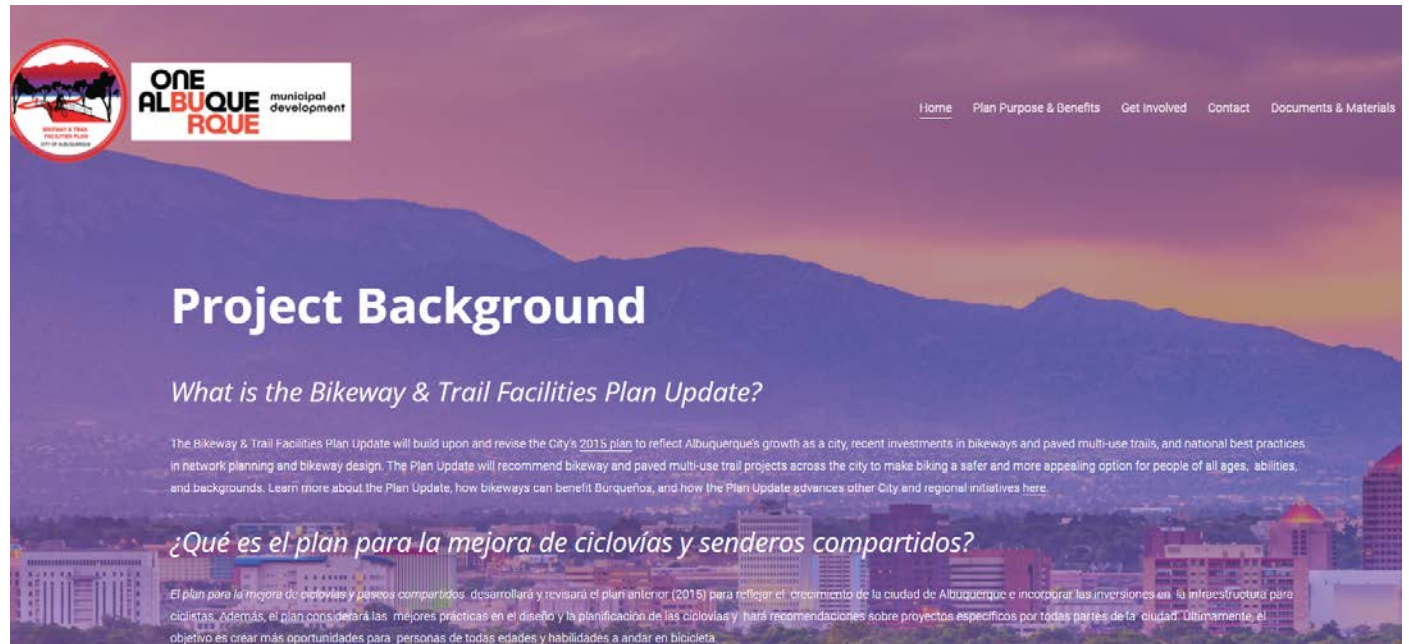 BIKEWAY & TRAIL
FACILITIES PLAN
CITY OF ALBUQUERQUE
ONE
ALBUQUE
RQUE
municipal
development
Home Plan Purpose & Benefits Get Involved Contact Documents & Materials
Project Background
What is the Bikeway & Trail Facilities Plan Update?
The Bikeway & Trail Facilities Plan Update will build upon and revise the City's 2015 plan to reflect Albuquerque's growth as a city, recent investments in bikeways and paved multi-use trails, and national best practices
in network planning and bikeway design. The Plan Update will recommend bikeway and paved multi-use trail projects across the city to make biking a safer and more appealing option for people of all ages, abilities,
and backgrounds. Learn more about the Plan Update, how bikeways can benefit Burqueños, and how the Plan Update advances other City and regional initiatives here.
¿Qué es el plan para la mejora de ciclovías y senderos compartidos?
El plan para la mejora de ciclovías y paseos compartidos desarrollará y revisará el plan anterior (2015) para reflejar el crecimiento de la ciudad de Albuquerque e incorporar las inversiones en la infraestructura para
ciclistas. Además, el plan considerará las mejores prácticas en el diseño y la planificación de las ciclovías y hará recomendaciones sobre proyectos específicos por todas partes de la ciudad. Últimamente, el
objetivo es crear más oportunidades para personas de todas edades y habilidades a andar en bicicleta